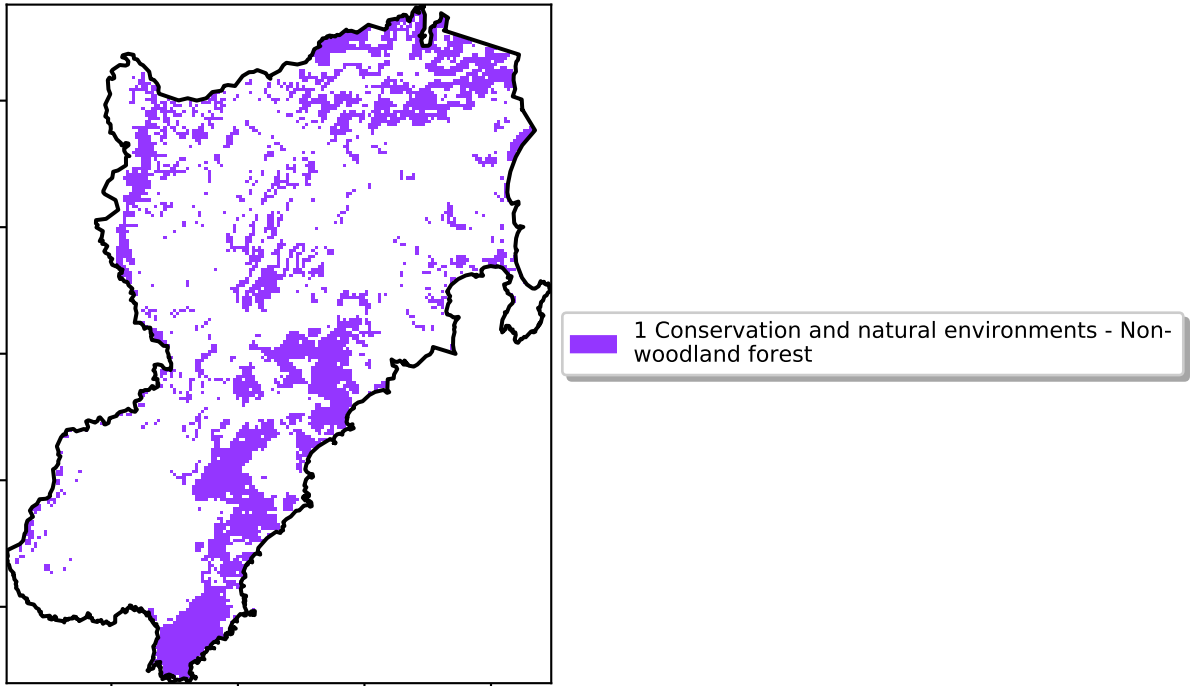 1 Conservation and natural environments - Non-
woodland forest